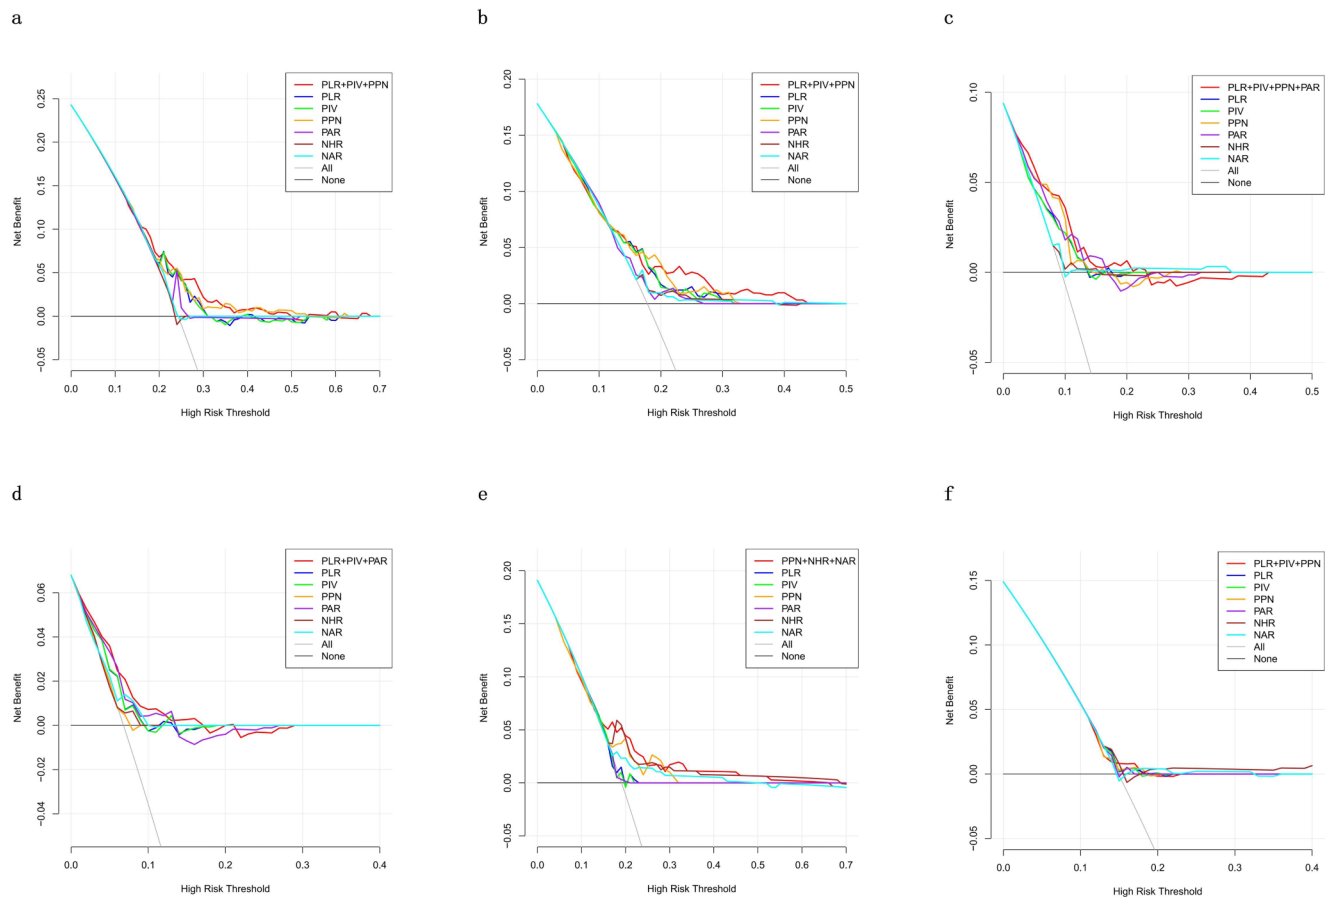 a
PLR+PIV+PPN
PLR
PIV
PPN
PAR
NHR
NAR
All
None
Net Benefit
0.25
0.20
0.15
0.10
0.05
0.00
−0.05
0.0 0.1 0.2 0.3 0.4 0.5 0.6 0.7
High Risk Threshold
b
PLR+PIV+PPN
PLR
PIV
PPN
PAR
NHR
NAR
All
None
Net Benefit
0.20
0.15
0.10
0.05
0.00
−0.05
0.0 0.1 0.2 0.3 0.4 0.5
High Risk Threshold
c
PLR+PIV+PPN+PAR
PLR
PIV
PPN
PAR
NHR
NAR
All
None
Net Benefit
0.10
0.05
0.00
−0.05
0.0 0.1 0.2 0.3 0.4 0.5
High Risk Threshold
d
PLR+PIV+PAR
PLR
PIV
PPN
PAR
NHR
NAR
All
None
Net Benefit
0.06
0.04
0.02
0.00
−0.02
−0.04
0.0 0.1 0.2 0.3 0.4
High Risk Threshold
e
PPN+NHR+NAR
PLR
PIV
PPN
PAR
NHR
NAR
All
None
Net Benefit
0.20
0.15
0.10
0.05
0.00
−0.05
0.0 0.1 0.2 0.3 0.4 0.5 0.6 0.7
High Risk Threshold
f
PLR+PIV+PPN
PLR
PIV
PPN
PAR
NHR
NAR
All
None
Net Benefit
0.15
0.10
0.05
0.00
−0.05
0.0 0.1 0.2 0.3 0.4
High Risk Threshold